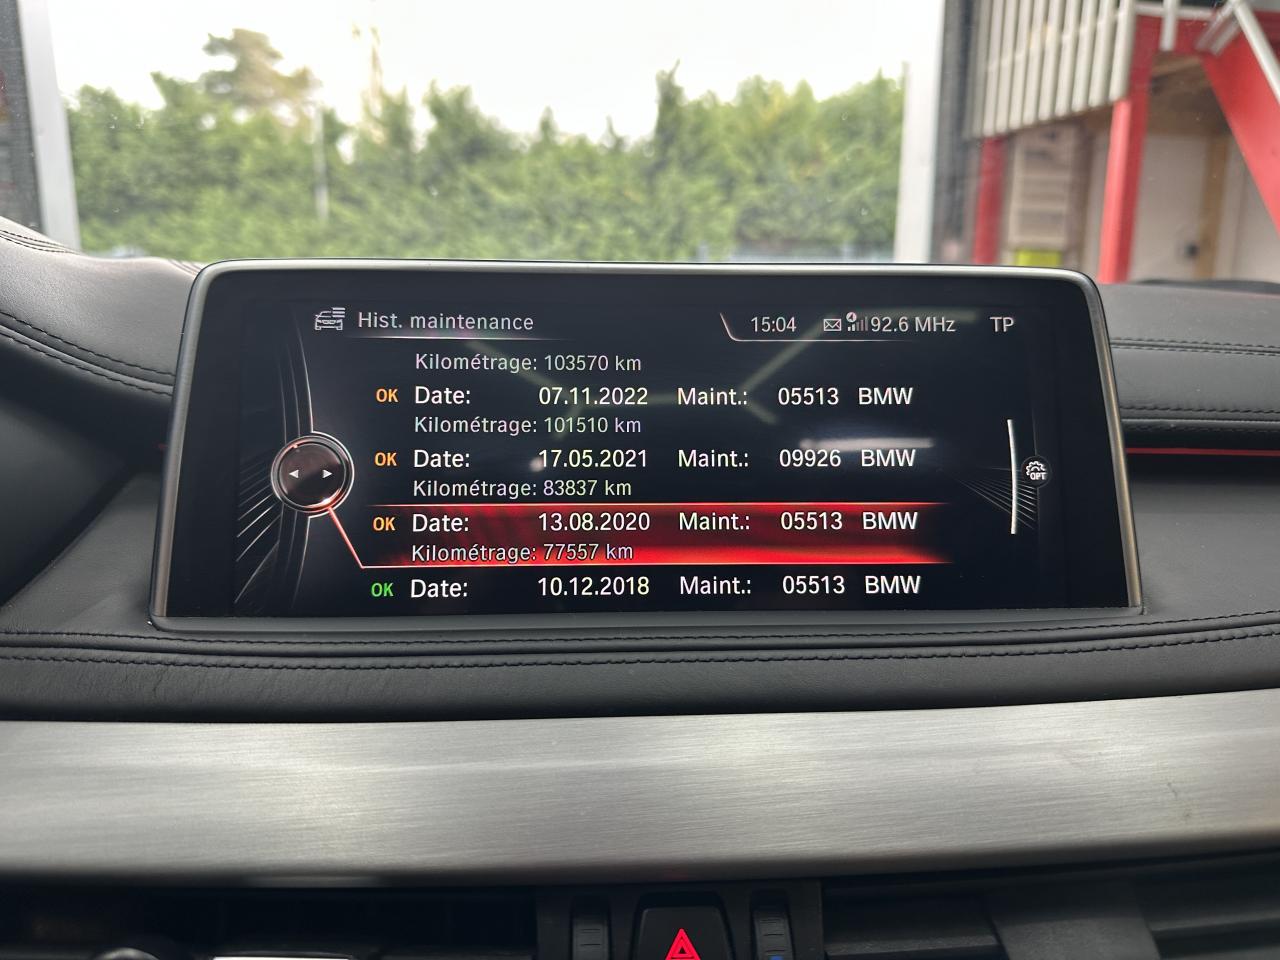 Hist. maintenance 15:04 92.6 MHz TP
Kilométrage: 103570 km
OK Date: 07.11.2022 Maint.: 05513 BMW
Kilométrage: 101510 km
OK Date: 17.05.2021 Maint.: 09926 BMW
Kilométrage: 83837 km
OPT
OK Date: 13.08.2020 Maint.: 05513 BMW
Kilométrage: 77557 km
OK Date: 10.12.2018 Maint.: 05513 BMW